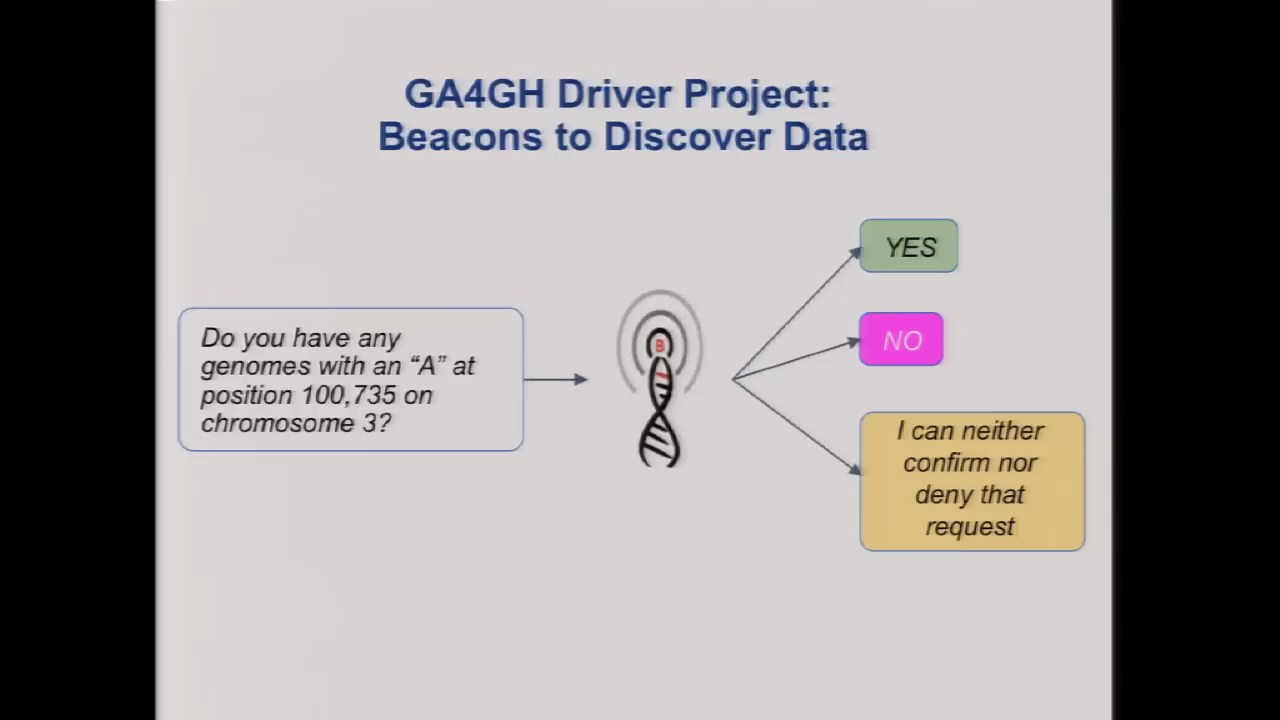 GA4GH Driver Project:
Beacons to Discover Data
Do you have any
genomes with an “A” at
position 100,735 on
chromosome 3?
B
YES
NO
I can neither
confirm nor
deny that
request